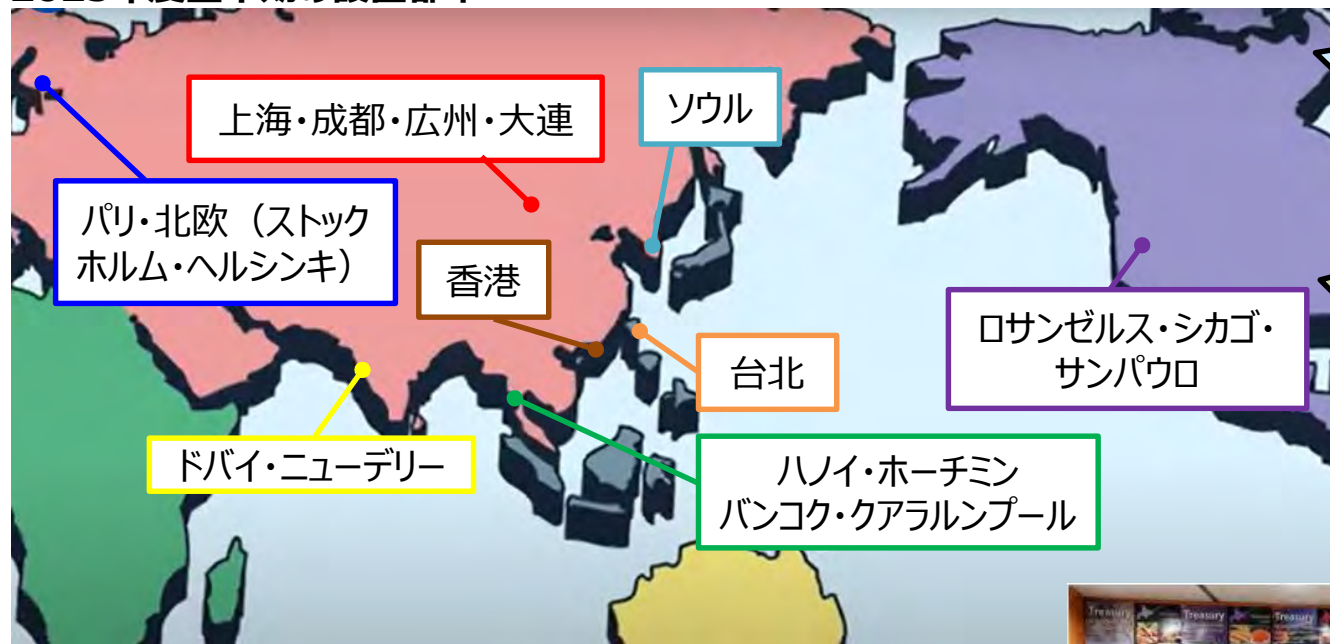 上海・成都・広州・大連
ソウル
パリ・北欧（ストック
ホルム・ヘルシンキ）
香港
ロサンゼルス・シカゴ・
サンパウロ
台北
ドバイ・ニューデリー
ハノイ・ホーチミン
バンコク・クアラルンプール
Treasury
Treasury
Treasury